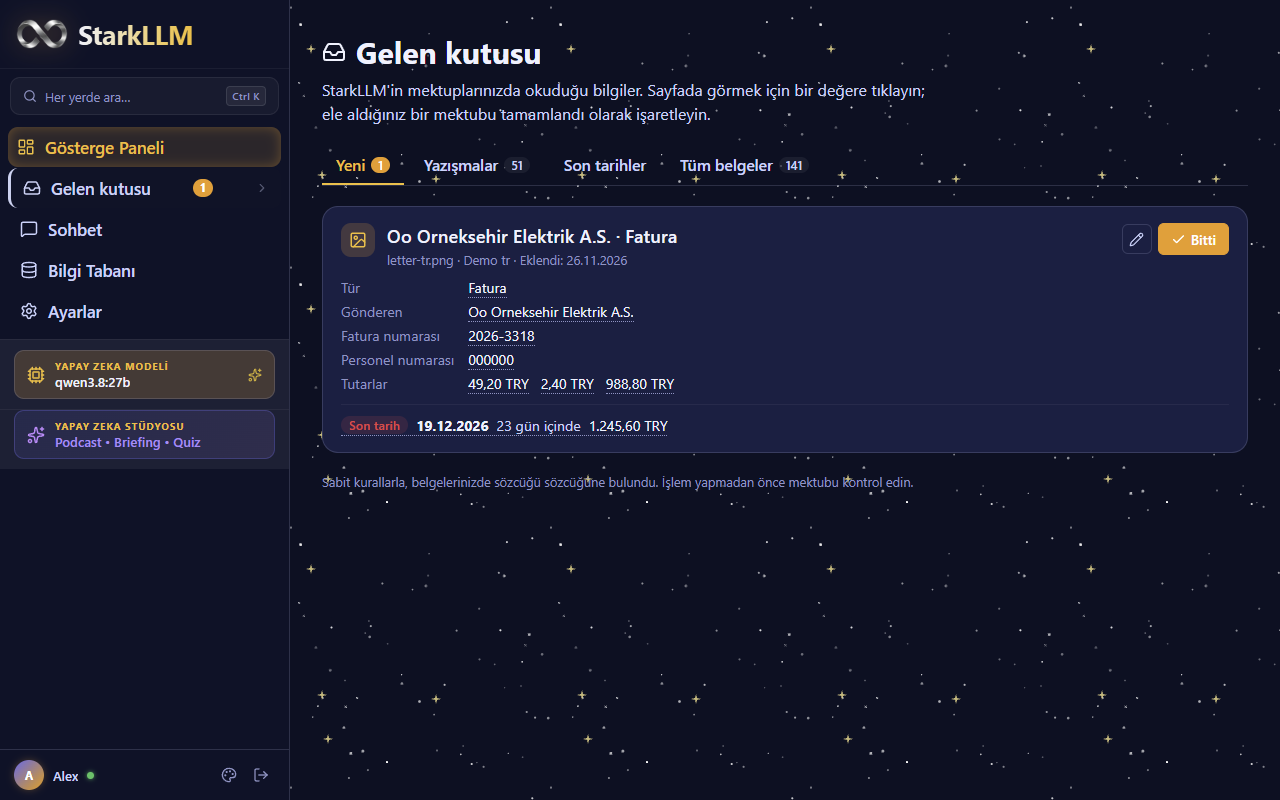 StarkLLM
Her yerde ara...
Ctrl K
Gösterge Paneli
Gelen kutusu 1
Sohbet
Bilgi Tabanı
Ayarlar
YAPAY ZEKA MODELİ
qwen3.8:27b
YAPAY ZEKA STÜDYOSU
Podcast • Briefing • Quiz
A Alex
Gelen kutusu
StarkLLM'in mektuplarınızda okuduğu bilgiler. Sayfada görmek için bir değere tıklayın;
ele aldığınız bir mektubu tamamlandı olarak işaretleyin.
Yeni 1 Yazışmalar 51 Son tarihler Tüm belgeler 141
Oo Orneksehir Elektrik A.S. · Fatura
Bitti
letter-tr.png · Demo tr · Eklendi: 26.11.2026
Tür Fatura
Gönderen Oo Orneksehir Elektrik A.S.
Fatura numarası 2026-3318
Personel numarası 000000
Tutarlar 49,20 TRY 2,40 TRY 988,80 TRY
Son tarih 19.12.2026 23 gün içinde 1.245,60 TRY
Sabit kurallarla, belgelerinizde sözcüğü sözcüğüne bulundu. İşlem yapmadan önce mektubu kontrol edin.